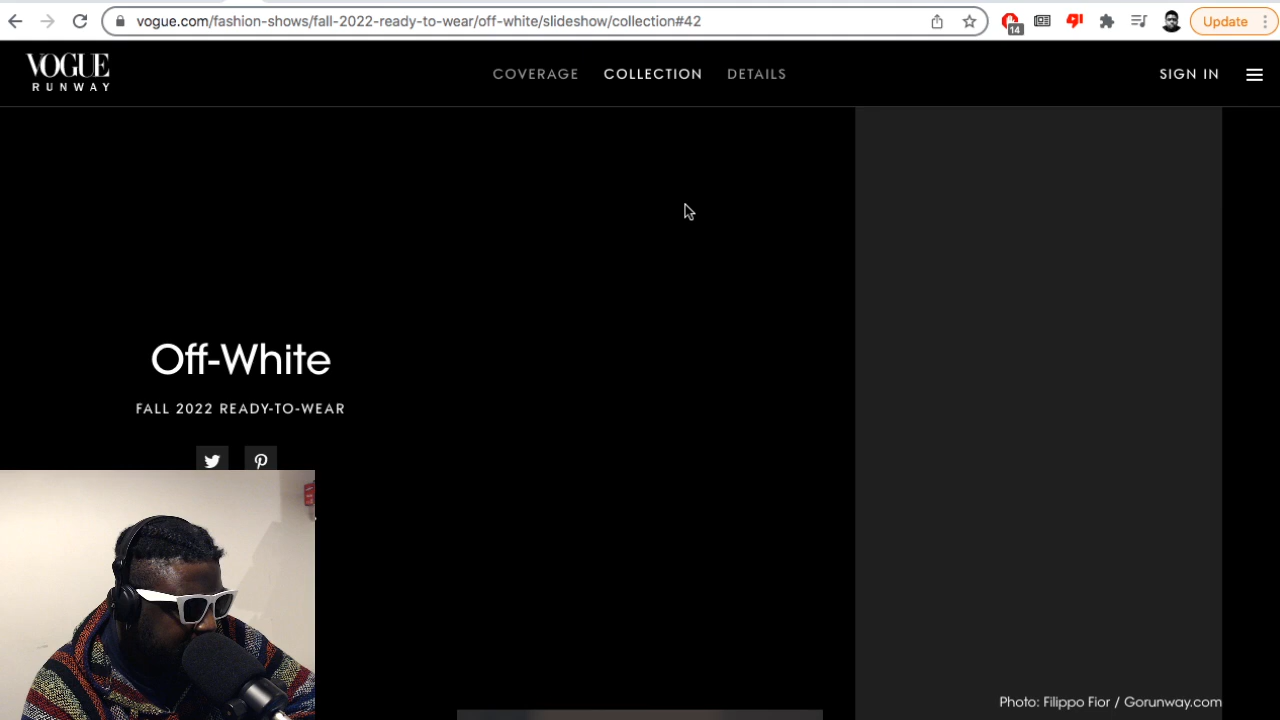 vogue.com/fashion-shows/fall-2022-ready-to-wear/off-white/slideshow/collection#42
14
Update
VOGUE
RUNWAY
COVERAGE COLLECTION DETAILS
SIGN IN
Off-White
FALL 2022 READY-TO-WEAR
Photo: Filippo Fior / Gorunway.com